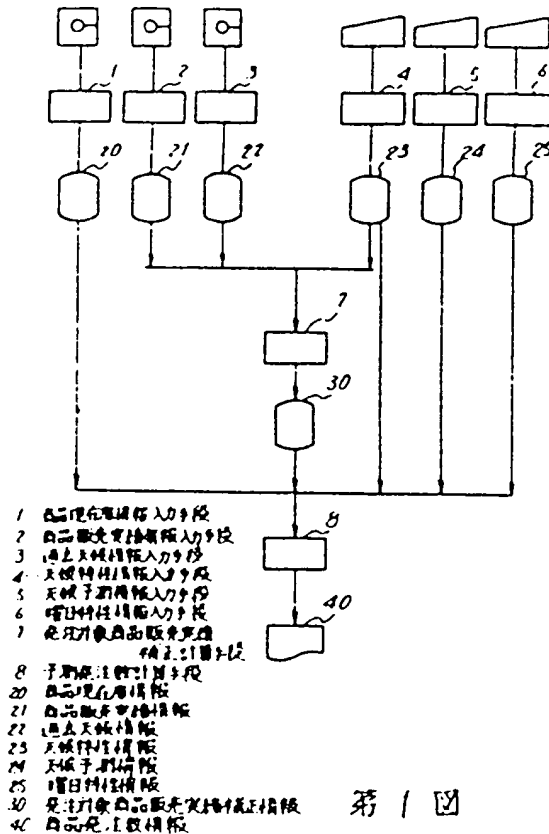 1 2 3 4 5 6
20 21 22 23 24 25
7
30
8
40
1 商品現在庫情報入力手段
2 商品販売実績情報入力手段
3 過去天候情報入力手段
4 天候特性情報入力手段
5 天候予測情報入力手段
6 曜日特性情報入力手段
7 発注対象商品販売実績
補正計算手段
8 予測発注数計算手段
20 商品現在庫情報
21 商品販売実績情報
22 過去天候情報
23 天候特性情報
24 天候予測情報
25 曜日特性情報
30 発注対象商品販売実績補正情報
40 商品発注数情報
第1図